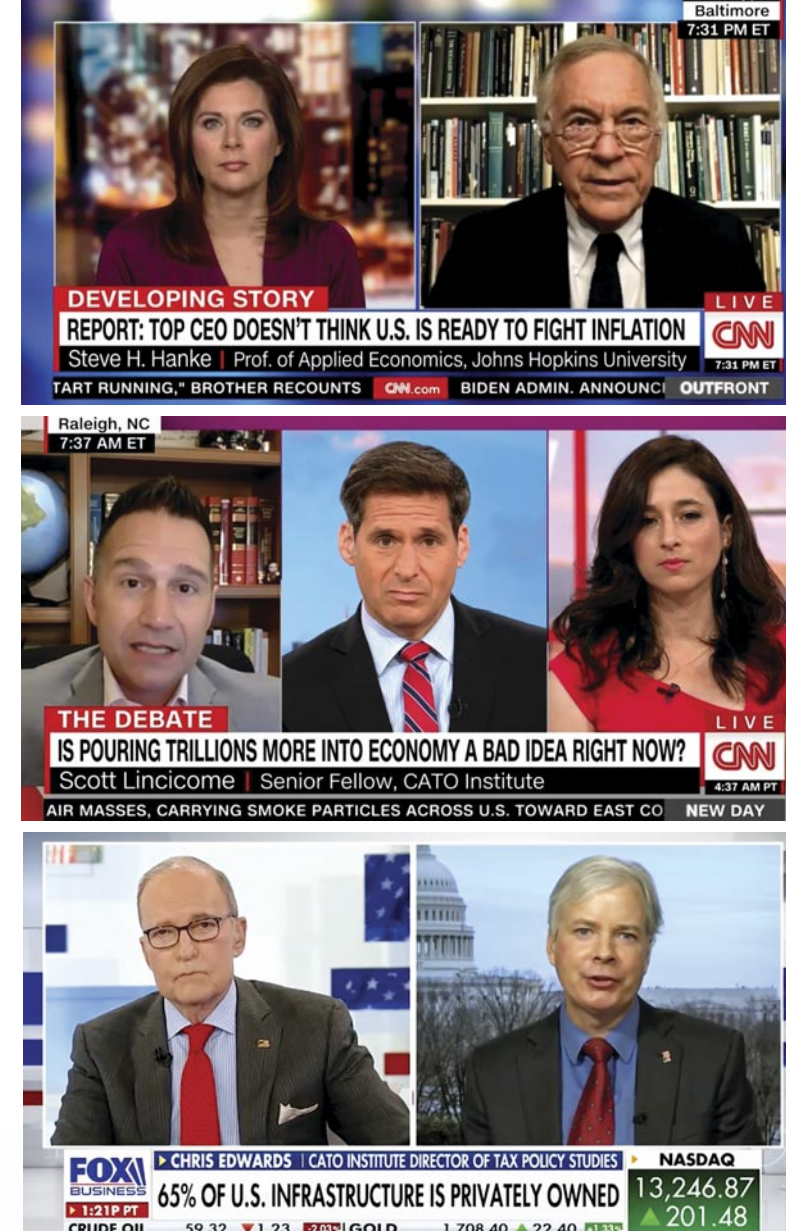 Baltimore
7:31 PM ET
DEVELOPING STORY
LIVE
REPORT: TOP CEO DOESN'T THINK U.S. IS READY TO FIGHT INFLATION
CNN
Steve H. Hanke | Prof. of Applied Economics, Johns Hopkins University
7:31 PM ET
TART RUNNING," BROTHER RECOUNTS CNN.com BIDEN ADMIN. ANNOUNCI OUTFRONT
Raleigh, NC
7:37 AM ET
THE DEBATE
LIVE
IS POURING TRILLIONS MORE INTO ECONOMY A BAD IDEA RIGHT NOW?
CNN
Scott Lincicome | Senior Fellow, CATO Institute
4:37 AM PT
AIR MASSES, CARRYING SMOKE PARTICLES ACROSS U.S. TOWARD EAST CO NEW DAY
FOX BUSINESS
CHRIS EDWARDS | CATO INSTITUTE DIRECTOR OF TAX POLICY STUDIES
NASDAQ
65% OF U.S. INFRASTRUCTURE IS PRIVATELY OWNED
13,246.87
1:21P PT
▲ 201.48
CRUDE OIL 59.32 ▼ 1.23 -2.03% GOLD 1,708.40 ▲ 22.40 +1.33%